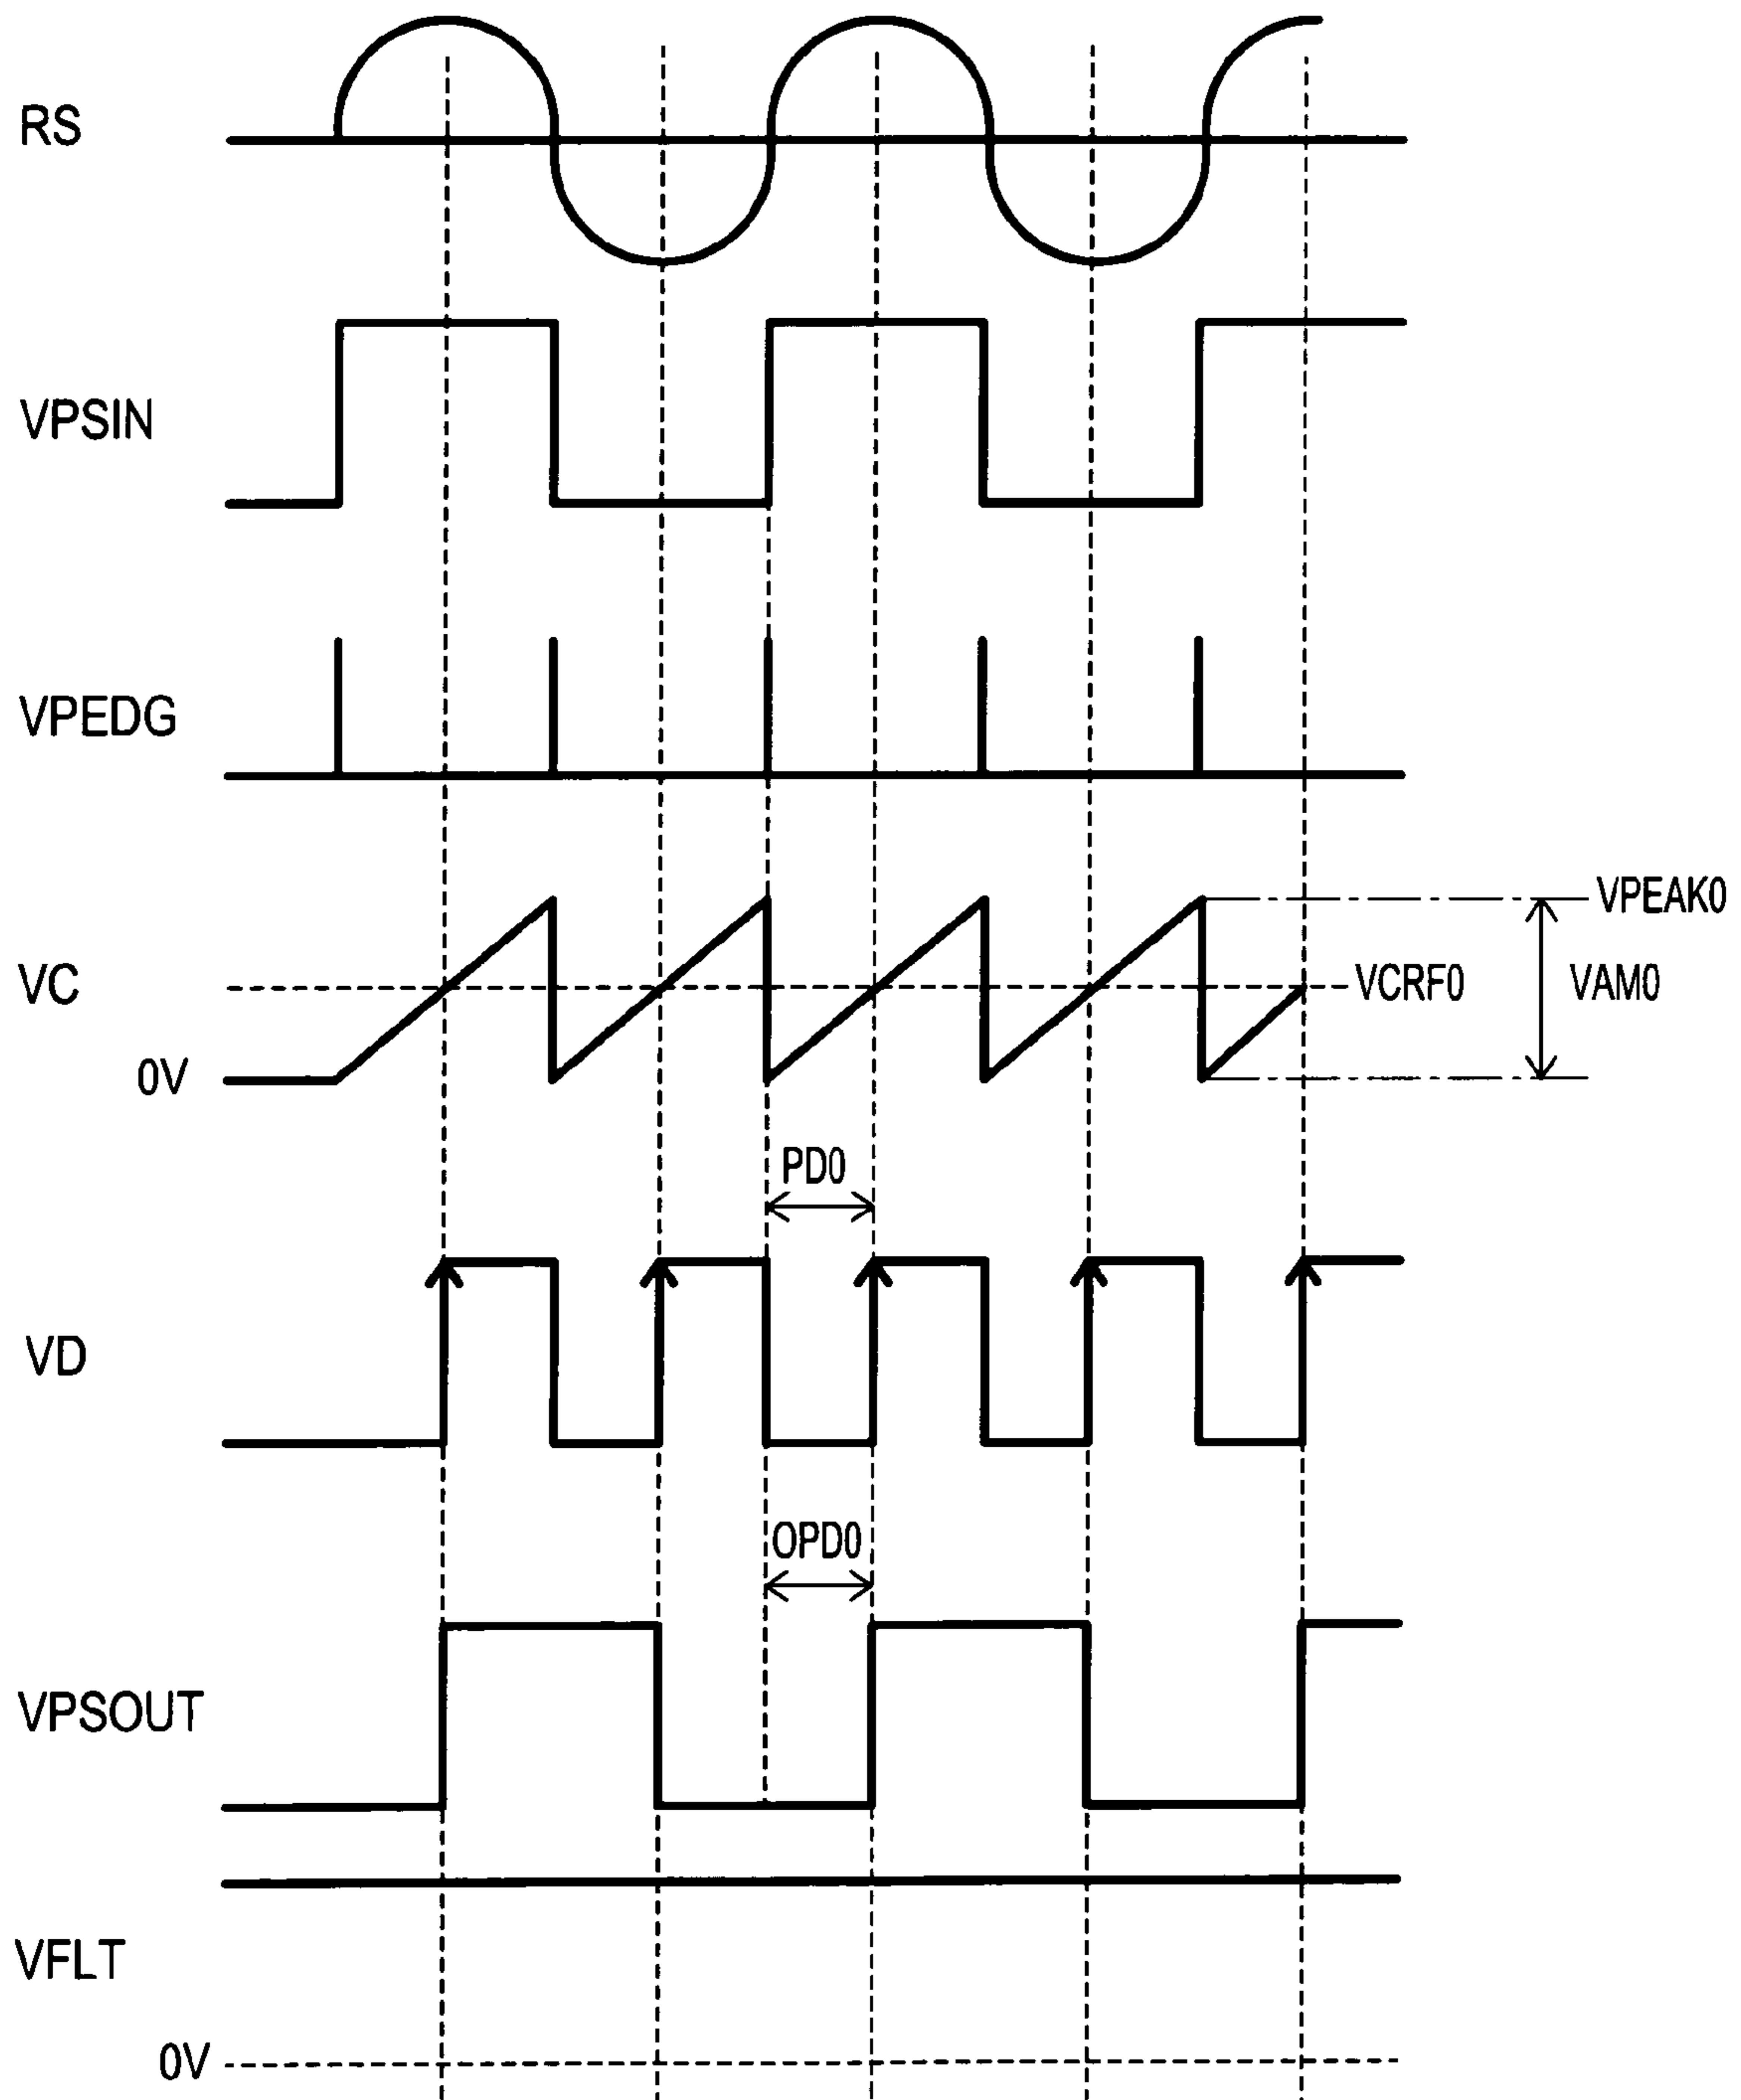 RS
VPSIN
VPEDG
VPEAK0
VC
VCRF0
VAM0
0V
PD0
VD
OPD0
VPSOUT
VFLT
0V